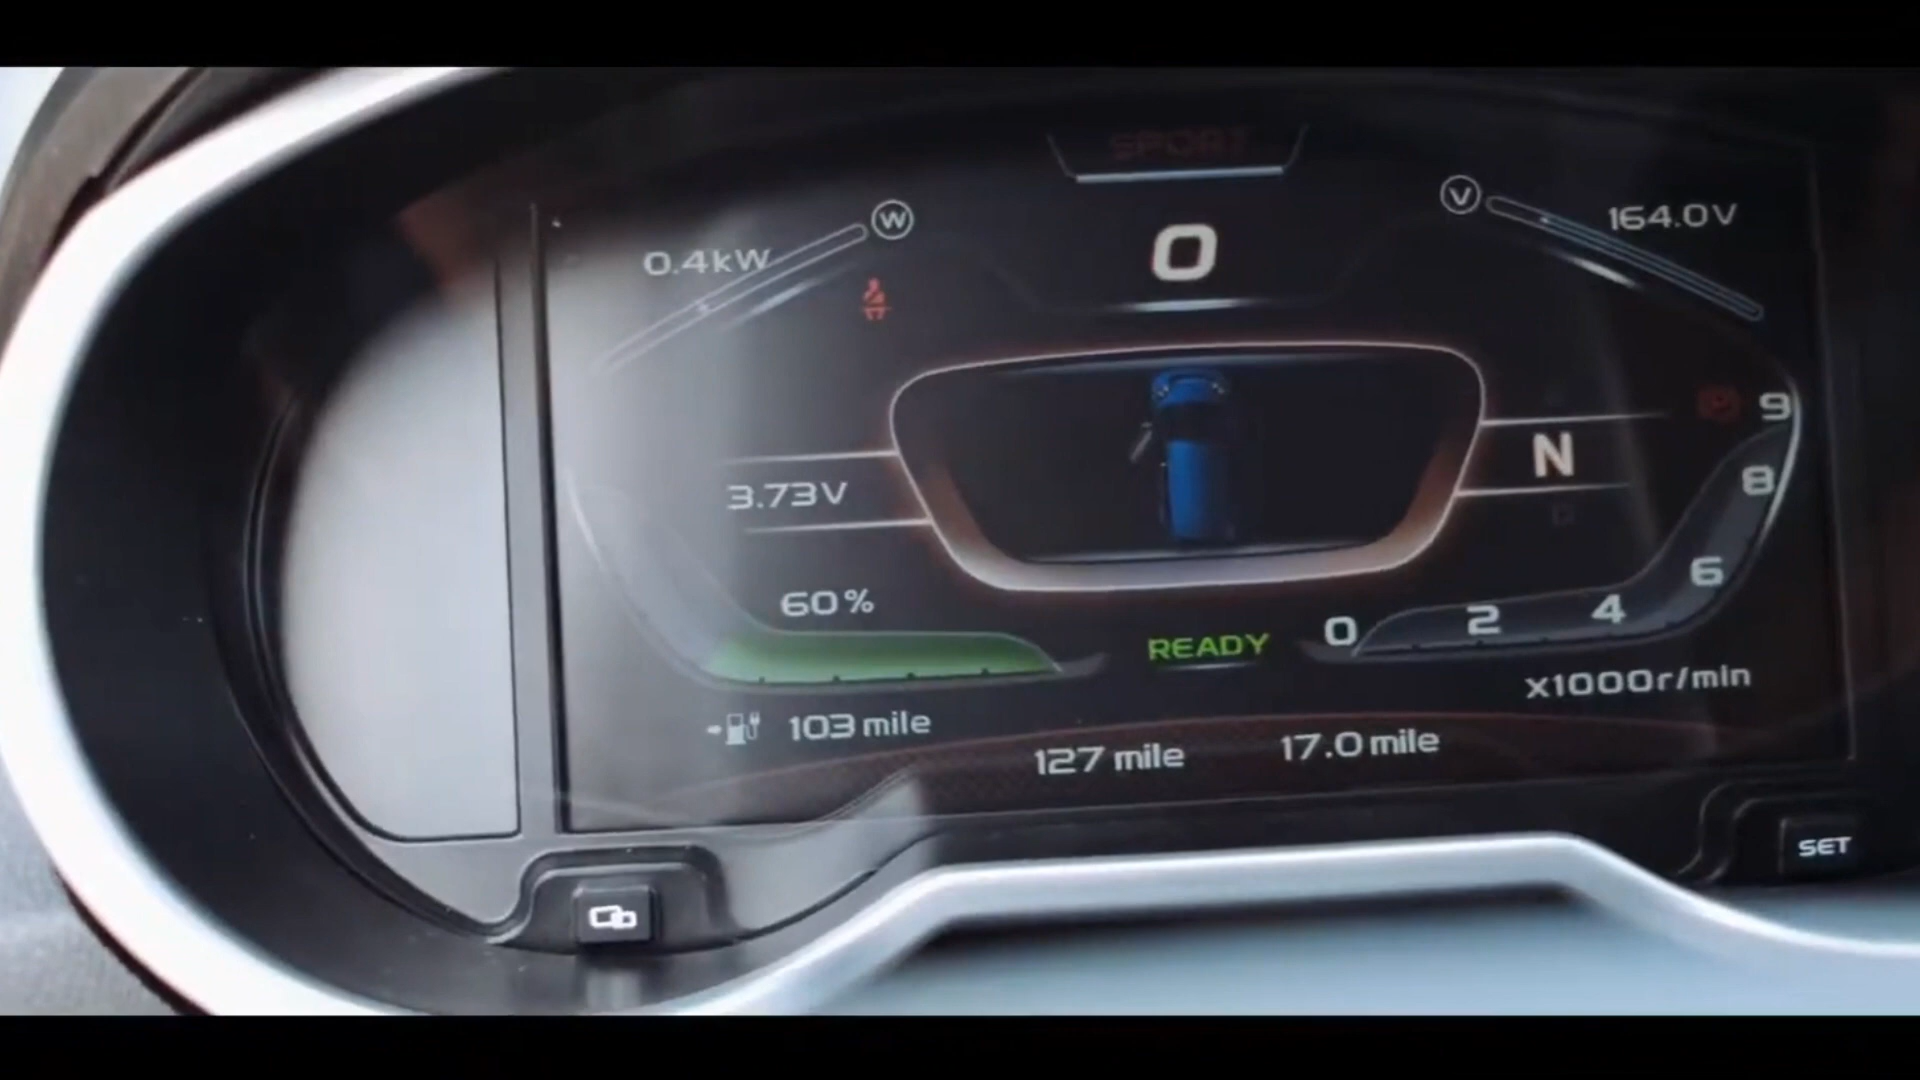 SPORT
W
V
164.0V
0.4kW
0
9
N
8
3.73V
6
60%
0
2
4
READY
x1000r/min
103 mile
127 mile
17.0 mile
SET